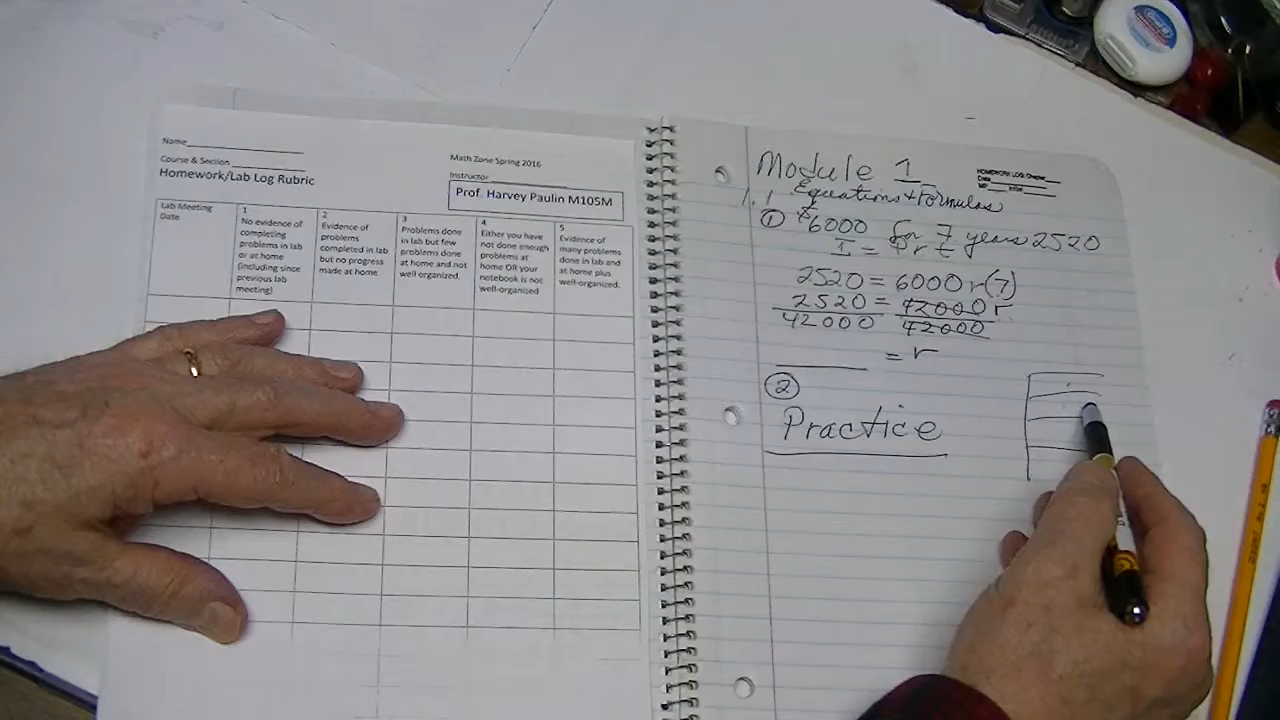 Name
Course & Section
Homework/Lab Log Rubric
Math Zone Spring 2016
Instructor
Prof. Harvey Paulin M105M
Lab Meeting
Date
1
No evidence of
completing
problems in lab
or at home
(including since
previous lab
meeting)
2
Evidence of
problems
completed in lab
but no progress
made at home
3
Problems done
in lab but few
problems done
at home and not
well organized.
4
Either you have
not done enough
problems at
home OR your
notebook is not
well-organized
5
Evidence of
many problems
done in lab and
at home plus
well-organized.
Module 1
HOMEWORK LOG: Chapter
Date
1.1 Equations + Formulas
① $6000 for 7 years 2520
I = P r t
2520 = 6000 r(7)
2520 = 42000r
42000 42000
= r
②
Practice